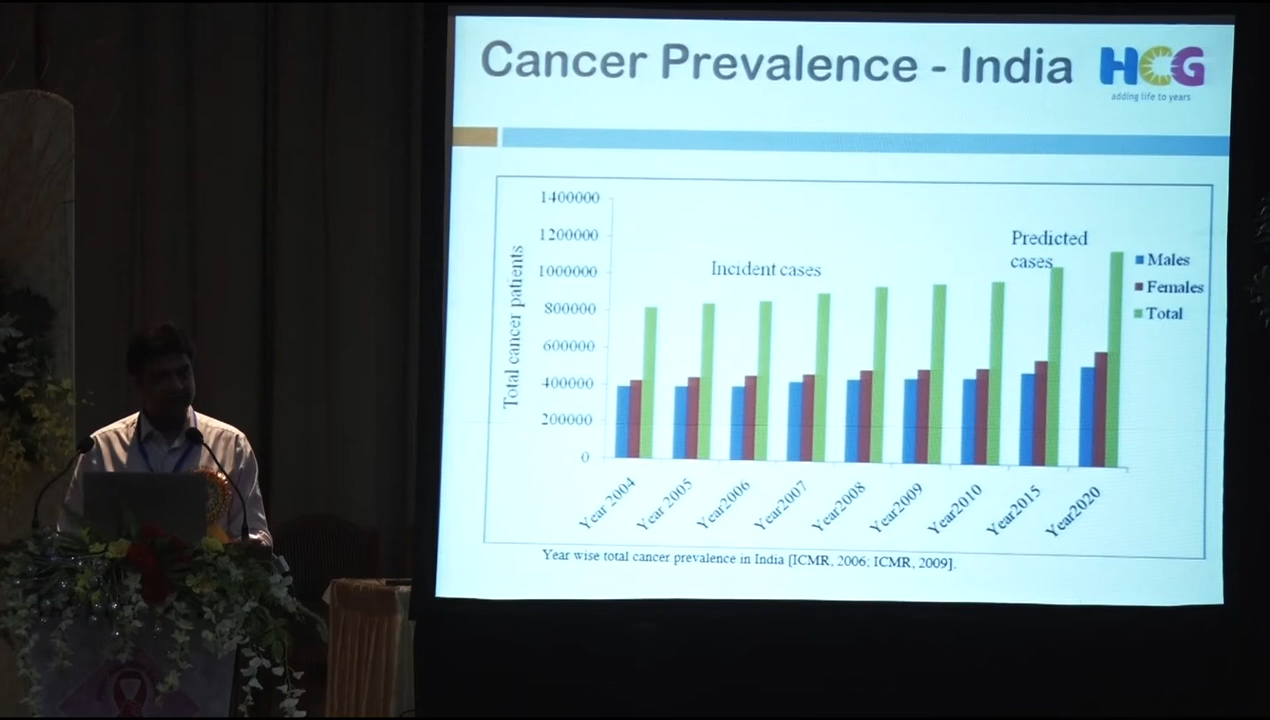 Cancer Prevalence - India
HCG
adding life to years
1400000
1200000
1000000
800000
600000
400000
200000
0
Total cancer patients
Incident cases
Predicted
cases
Males
Females
Total
Year 2004
Year 2005
Year2006
Year2007
Year2008
Year2009
Year2010
Year2015
Year2020
Year wise total cancer prevalence in India [ICMR, 2006; ICMR, 2009].